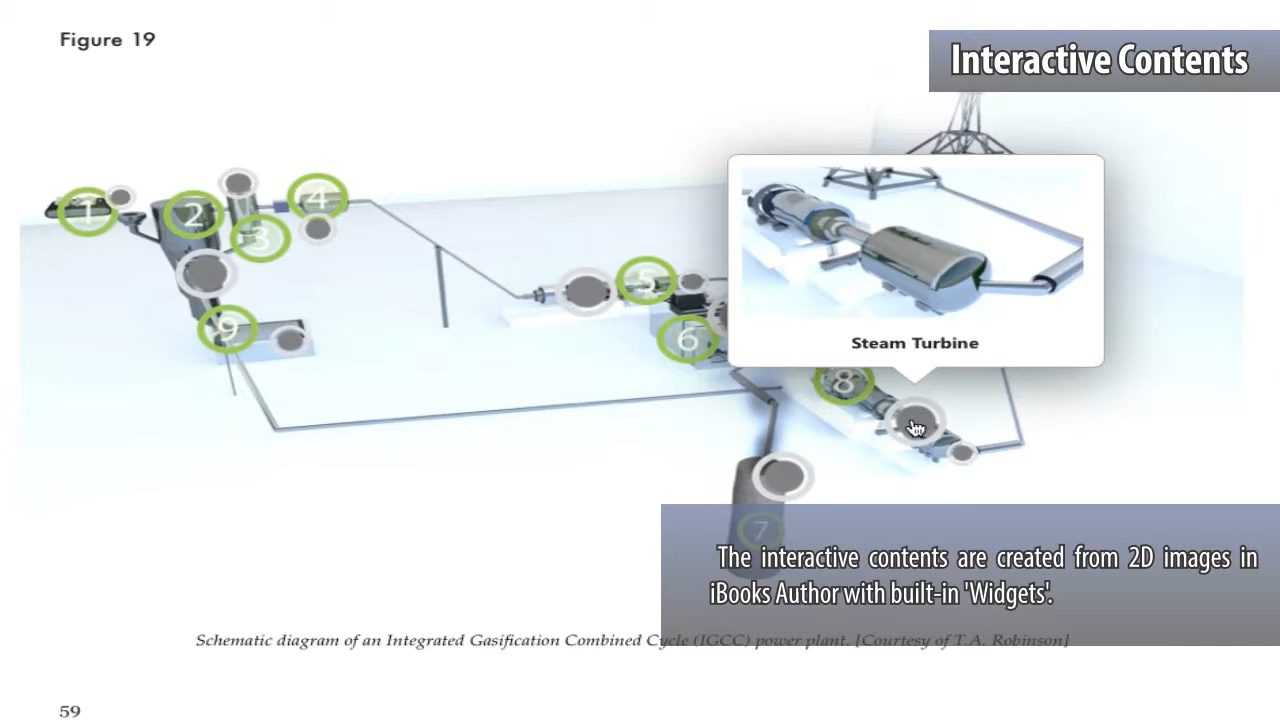 Figure 19
Interactive Contents
1
2
3
4
5
6
Steam Turbine
8
9
7
The interactive contents are created from 2D images in
iBooks Author with built-in 'Widgets'.
Schematic diagram of an Integrated Gasification Combined Cycle (IGCC) power plant. [Courtesy of T.A. Robinson]
59